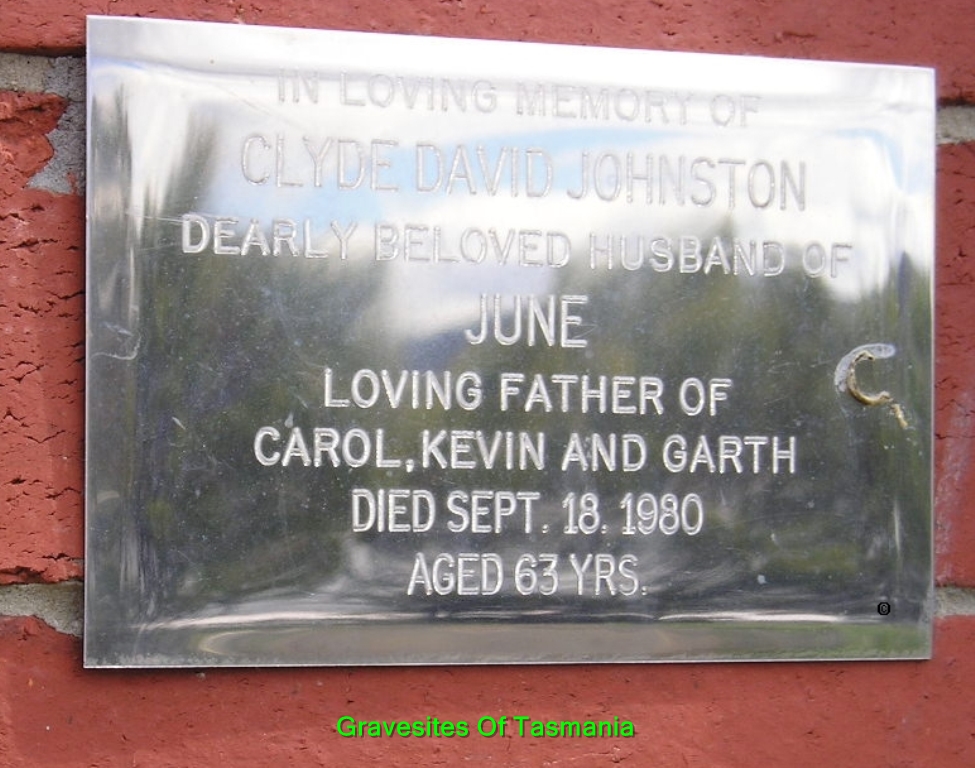 IN LOVING MEMORY OF
CLYDE DAVID JOHNSTON
DEARLY BELOVED HUSBAND OF
JUNE
LOVING FATHER OF
CAROL, KEVIN AND GARTH
DIED SEPT. 18. 1980
AGED 63 YRS.
©
Gravesites Of Tasmania